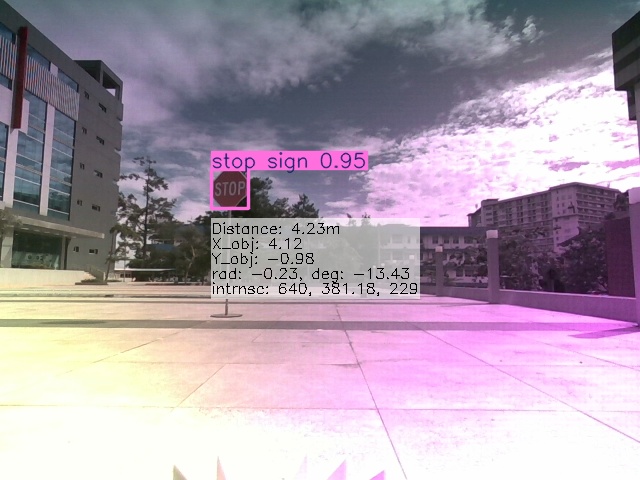 stop sign 0.95
STOP
Distance: 4.23m
X_obj: 4.12
Y_obj: −0.98
rad: −0.23, deg: −13.43
intrnsc: 640, 381.18, 229